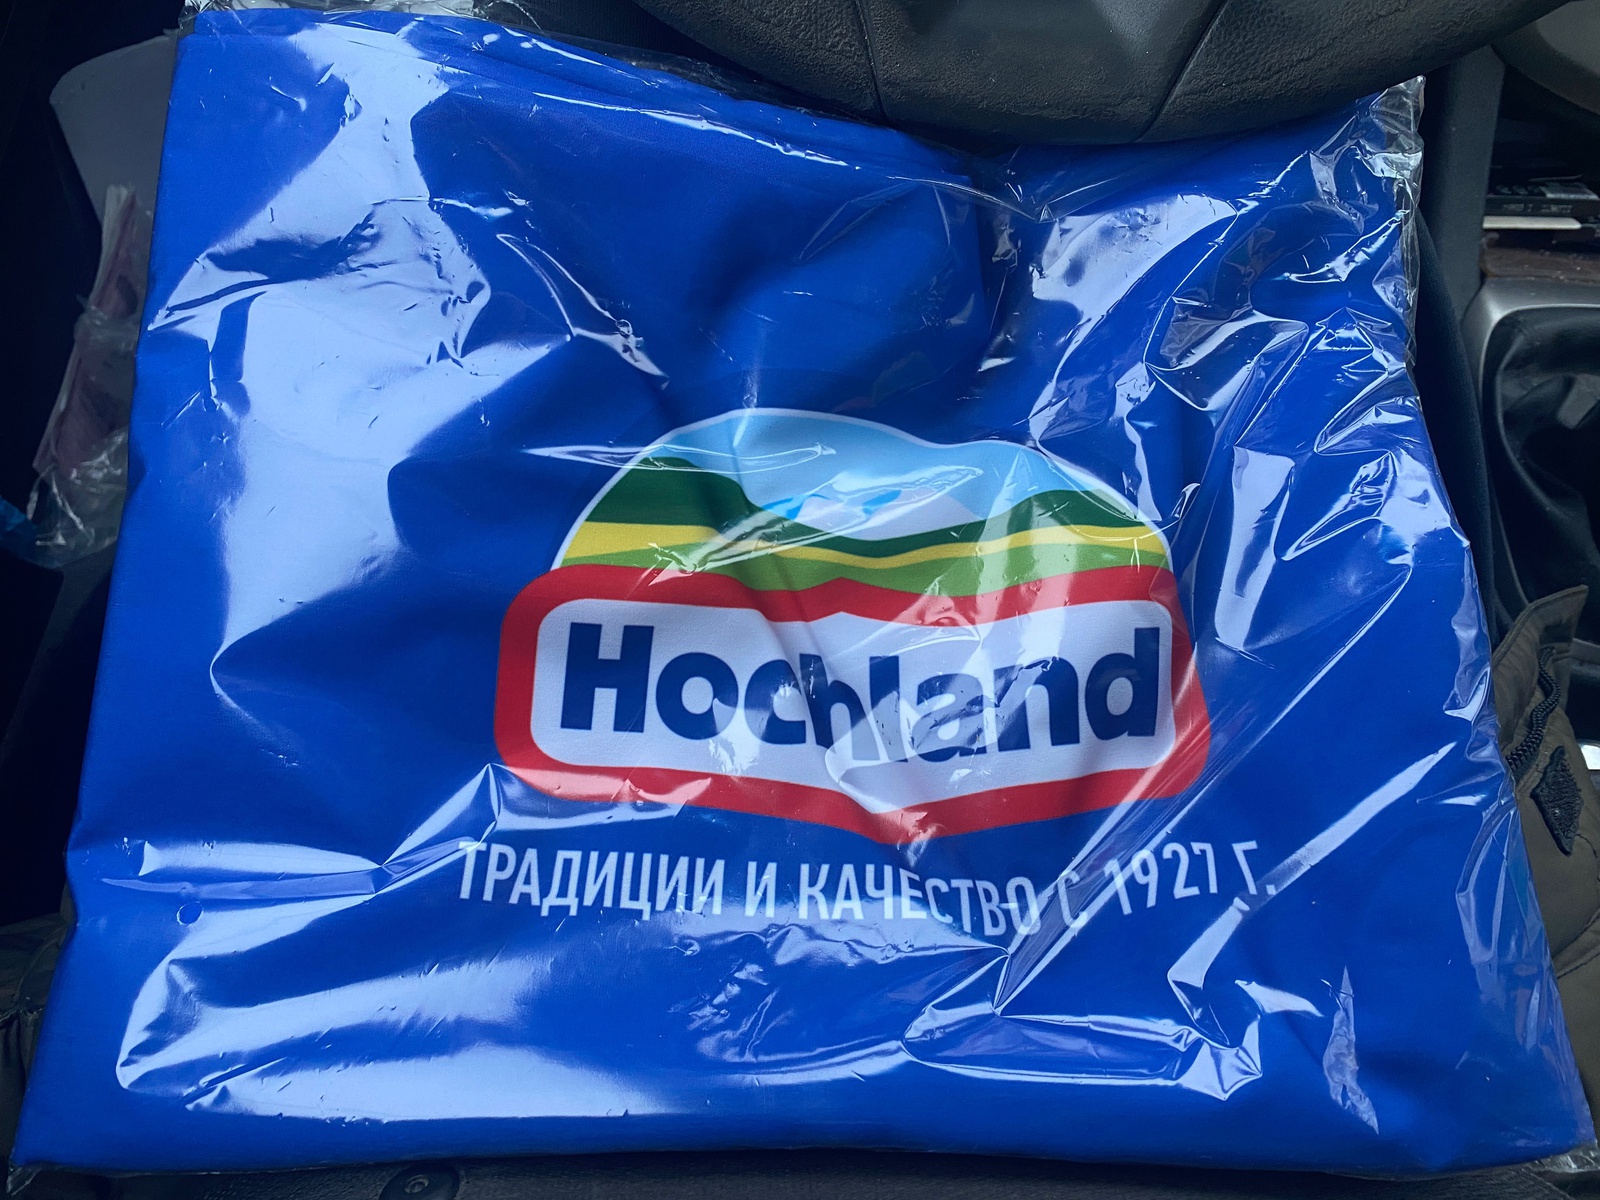 Hochland
ТРАДИЦИИ И КАЧЕСТВО С 1927 Г.